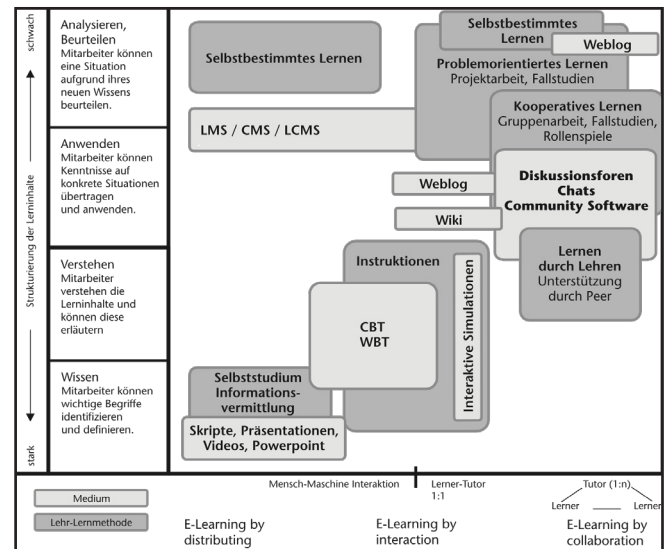 schwach
Strukturierung der Lerninhalte
stark
Analysieren,
Beurteilen
Mitarbeiter können
eine Situation
aufgrund ihres
neuen Wissens
beurteilen.
Anwenden
Mitarbeiter können
Kenntnisse auf
konkrete Situationen
übertragen
und anwenden.
Verstehen
Mitarbeiter
verstehen die
Lerninhalte und
können diese
erläutern
Wissen
Mitarbeiter können
wichtige Begriffe
identifizieren
und definieren.
Selbstbestimmtes Lernen
Selbstbestimmtes
Lernen
Weblog
Problemorientiertes Lernen
Projektarbeit, Fallstudien
Kooperatives Lernen
Gruppenarbeit, Fallstudien,
Rollenspiele
LMS / CMS / LCMS
Weblog
Wiki
Diskussionsforen
Chats
Community Software
Lernen
durch Lehren
Unterstützung
durch Peer
Instruktionen
Interaktive Simulationen
CBT
WBT
Selbststudium
Informations-
vermittlung
Skripte, Präsentationen,
Videos, Powerpoint
Mensch-Maschine Interaktion
Lerner-Tutor
1:1
Tutor (1:n)
Lerner
Lerner
Medium
Lehr-Lernmethode
E-Learning by
distributing
E-Learning by
interaction
E-Learning by
collaboration